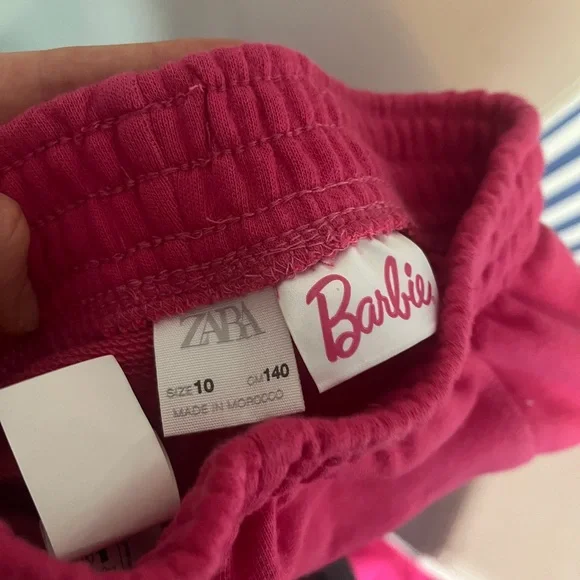 ZARA
SIZE 10 CM 140
MADE IN MOROCCO
Barbie